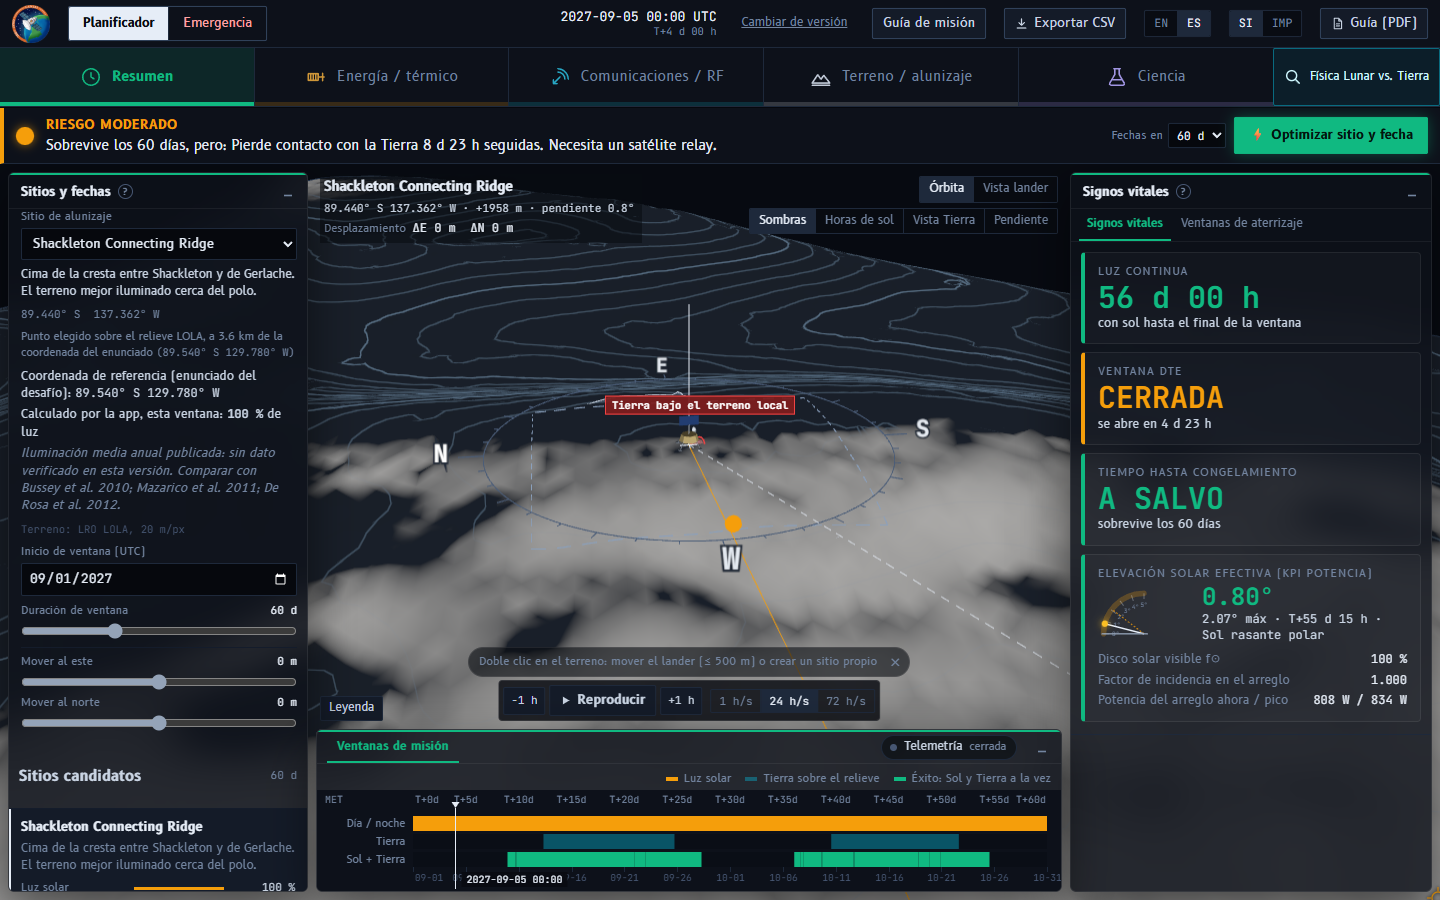 Planificador
Emergencia
2027-09-05 00:00 UTC
T+4 d 00 h
Cambiar de versión
Guía de misión
Exportar CSV
EN ES
SI IMP
Guía [PDF]
Resumen
Energía / térmico
Comunicaciones / RF
Terreno / alunizaje
Ciencia
Física Lunar vs. Tierra
RIESGO MODERADO
Sobrevive los 60 días, pero: Pierde contacto con la Tierra 8 d 23 h seguidas. Necesita un satélite relay.
Fechas en
60 d
Optimizar sitio y fecha
Sitios y fechas ?
Sitio de alunizaje
Shackleton Connecting Ridge
Cima de la cresta entre Shackleton y de Gerlache.
El terreno mejor iluminado cerca del polo.
89.440° S 137.362° W
Punto elegido sobre el relieve LOLA, a 3.6 km de la
coordenada del enunciado (89.540° S 129.780° W)
Coordenada de referencia [enunciado del
desafío]: 89.540° S 129.780° W
Calculado por la app, esta ventana: 100 % de
luz
Iluminación media anual publicada: sin dato
verificado en esta versión. Comparar con
Bussey et al. 2010; Mazarico et al. 2011; De
Rosa et al. 2012.
Terreno: LRO LOLA, 20 m/px
Inicio de ventana [UTC]
09/01/2027
Duración de ventana 60 d
Mover al este 0 m
Mover al norte 0 m
Sitios candidatos 60 d
Shackleton Connecting Ridge
Cima de la cresta entre Shackleton y de Gerlache.
El terreno mejor iluminado cerca del polo.
Luz solar 100 %
Shackleton Connecting Ridge
89.440° S 137.362° W · +1958 m · pendiente 0.8°
Desplazamiento ΔE 0 m ΔN 0 m
Órbita
Vista lander
Sombras
Horas de sol
Vista Tierra
Pendiente
E
Tierra bajo el terreno local
N
S
W
Doble clic en el terreno: mover el lander [≤ 500 m] o crear un sitio propio ×
-1 h
Reproducir
+1 h
1 h/s
24 h/s
72 h/s
Leyenda
Ventanas de misión
Telemetría cerrada
Luz solar
Tierra sobre el relieve
Éxito: Sol y Tierra a la vez
MET T+0d T+5d T+10d T+15d T+20d T+25d T+30d T+35d T+40d T+45d T+50d T+55d T+60d
Día / noche
Tierra
Sol + Tierra
09-01 2027-09-05 00:00 09-21 09-26 10-01 10-06 10-11 10-16 10-21 10-26 10-31
Signos vitales ?
Signos vitales
Ventanas de aterrizaje
LUZ CONTINUA
56 d 00 h
con sol hasta el final de la ventana
VENTANA DTE
CERRADA
se abre en 4 d 23 h
TIEMPO HASTA CONGELAMIENTO
A SALVO
sobrevive los 60 días
ELEVACIÓN SOLAR EFECTIVA [KPI POTENCIA]
0.80°
2.07° máx · T+55 d 15 h ·
Sol rasante polar
Disco solar visible f⊙ 100 %
Factor de incidencia en el arreglo 1.000
Potencia del arreglo ahora / pico 808 W / 834 W